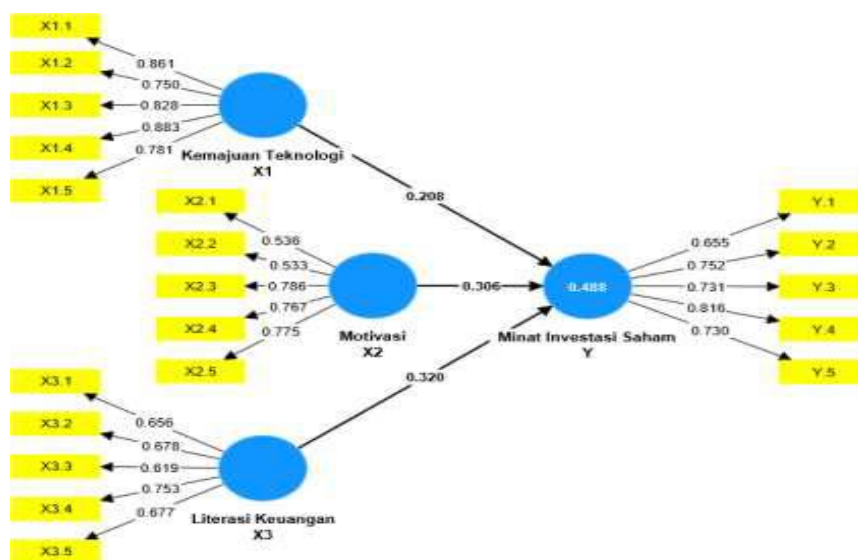 X1.1
X1.2
X1.3
X1.4
X1.5
0.861
0.750
0.828
0.883
0.781
Kemajuan Teknologi
X1
0.208
X2.1
X2.2
X2.3
X2.4
X2.5
0.536
0.533
0.786
0.767
0.775
Motivasi
X2
0.306
0.488
Minat Investasi Saham
Y
0.655
0.752
0.731
0.816
0.730
Y.1
Y.2
Y.3
Y.4
Y.5
0.320
X3.1
X3.2
X3.3
X3.4
X3.5
0.656
0.678
0.619
0.753
0.677
Literasi Keuangan
X3